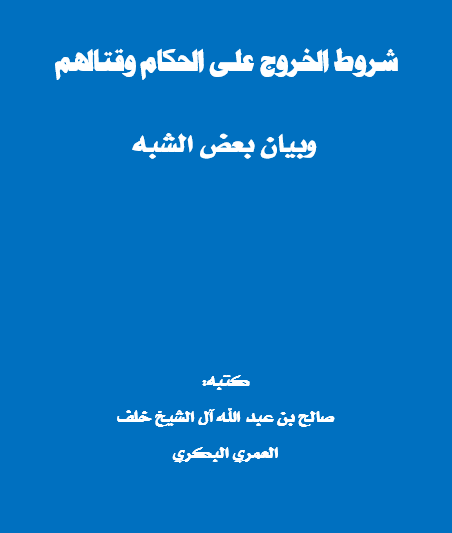 شروط الخروج على الحكام وقتالهم
وبيان بعض الشبه
كتبه:
صالح بن عبد الله آل الشيخ خلف
العمري البكري